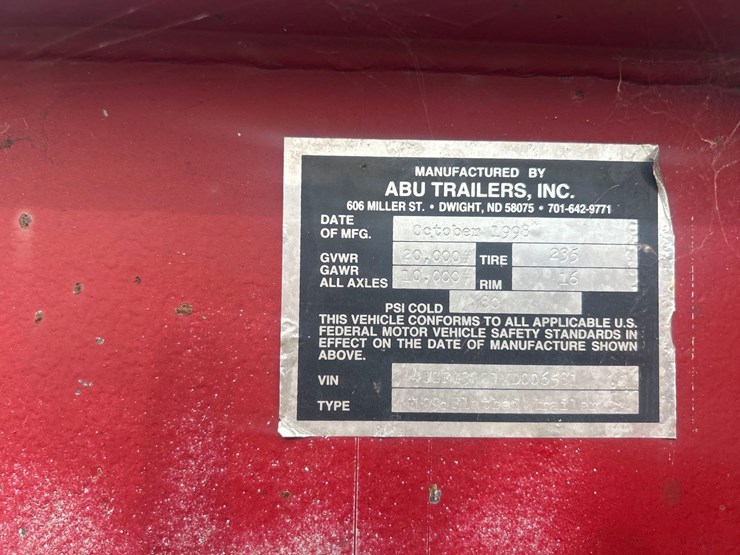 MANUFACTURED BY
ABU TRAILERS, INC.
606 MILLER ST. • DWIGHT, ND 58075 • 701-642-9771
DATE
OF MFG. October 1998
GVWR 20,000# TIRE 235
GAWR
ALL AXLES 10,000# RIM 16
PSI COLD 80
THIS VEHICLE CONFORMS TO ALL APPLICABLE U.S.
FEDERAL MOTOR VEHICLE SAFETY STANDARDS IN
EFFECT ON THE DATE OF MANUFACTURE SHOWN
ABOVE.
VIN
TYPE